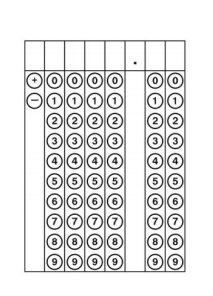 .
+ 0 0 0 0 0 0
− 1 1 1 1 1 1
2 2 2 2 2 2
3 3 3 3 3 3
4 4 4 4 4 4
5 5 5 5 5 5
6 6 6 6 6 6
7 7 7 7 7 7
8 8 8 8 8 8
9 9 9 9 9 9